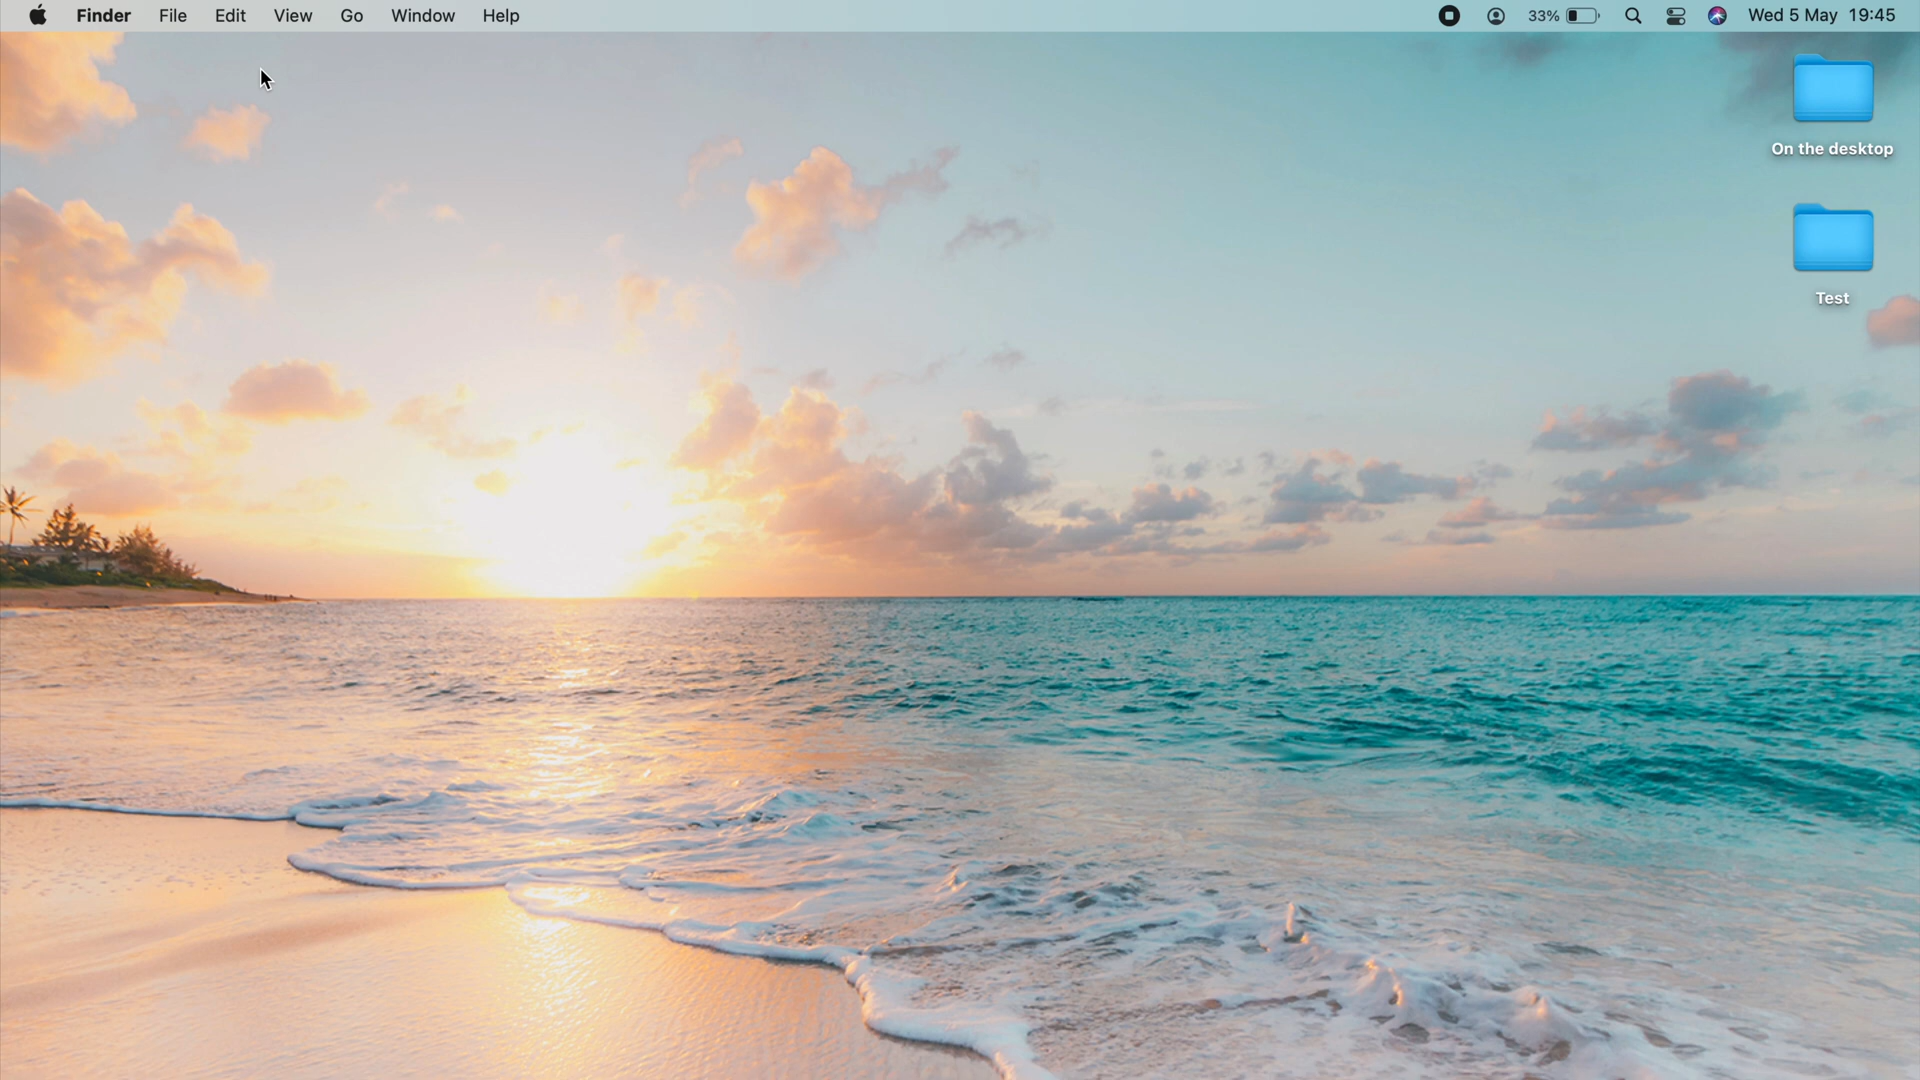 Finder File Edit View Go Window Help 33% Wed 5 May 19:45
On the desktop
Test